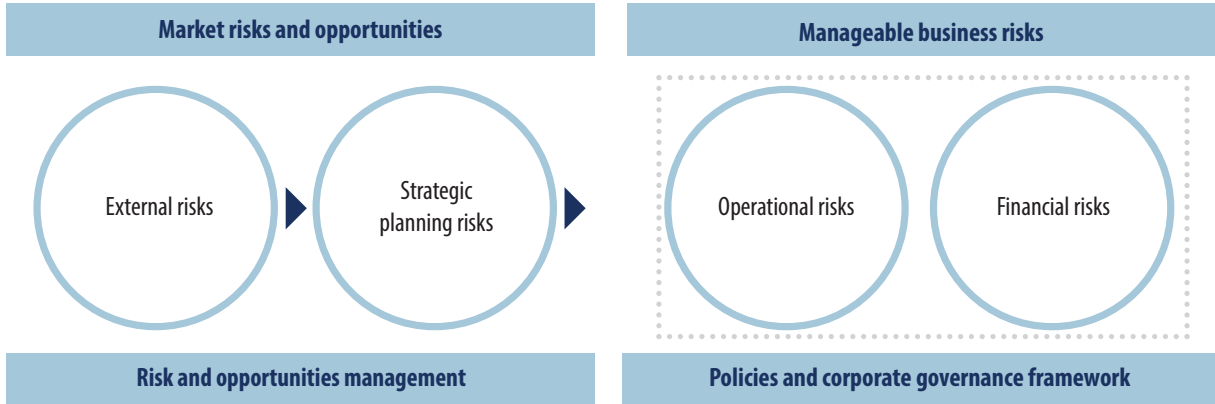 Market risks and opportunities
Manageable business risks
External risks
Strategic
planning risks
Operational risks
Financial risks
Risk and opportunities management
Policies and corporate governance framework